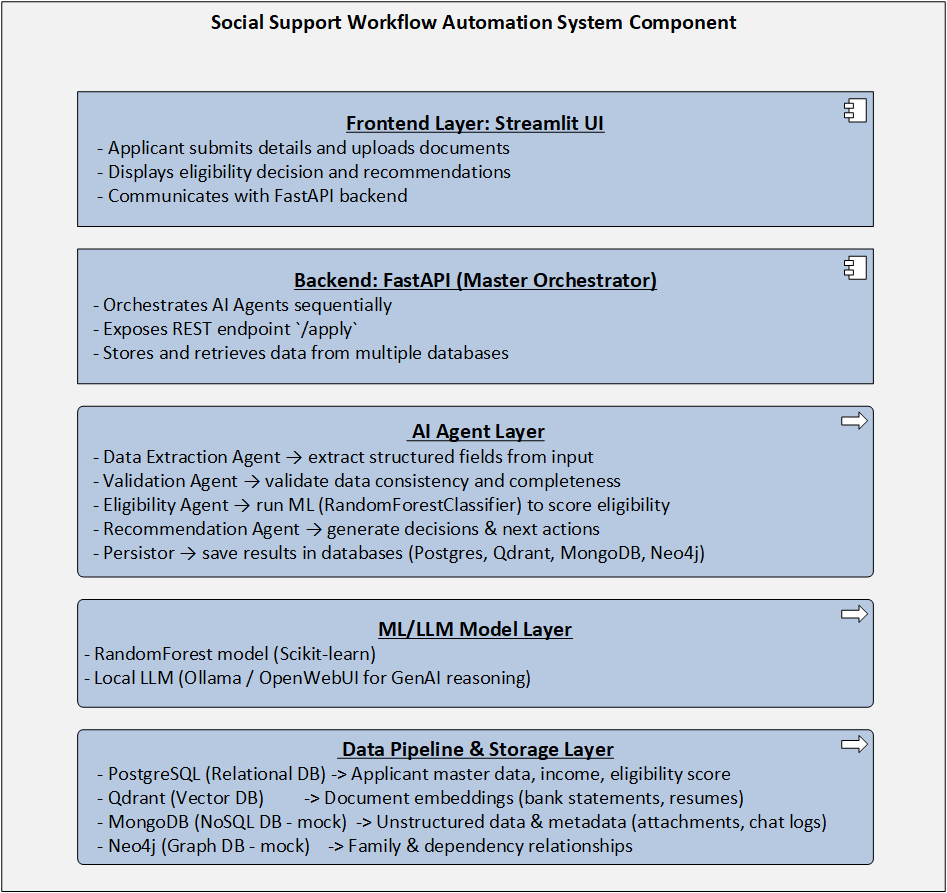 Social Support Workflow Automation System Component
Frontend Layer: Streamlit UI
- Applicant submits details and uploads documents
- Displays eligibility decision and recommendations
- Communicates with FastAPI backend
Backend: FastAPI (Master Orchestrator)
- Orchestrates AI Agents sequentially
- Exposes REST endpoint `/apply`
- Stores and retrieves data from multiple databases
AI Agent Layer
- Data Extraction Agent → extract structured fields from input
- Validation Agent → validate data consistency and completeness
- Eligibility Agent → run ML (RandomForestClassifier) to score eligibility
- Recommendation Agent → generate decisions & next actions
- Persistor → save results in databases (Postgres, Qdrant, MongoDB, Neo4j)
ML/LLM Model Layer
- RandomForest model (Scikit-learn)
- Local LLM (Ollama / OpenWebUI for GenAI reasoning)
Data Pipeline & Storage Layer
- PostgreSQL (Relational DB) -> Applicant master data, income, eligibility score
- Qdrant (Vector DB) -> Document embeddings (bank statements, resumes)
- MongoDB (NoSQL DB - mock) -> Unstructured data & metadata (attachments, chat logs)
- Neo4j (Graph DB - mock) -> Family & dependency relationships